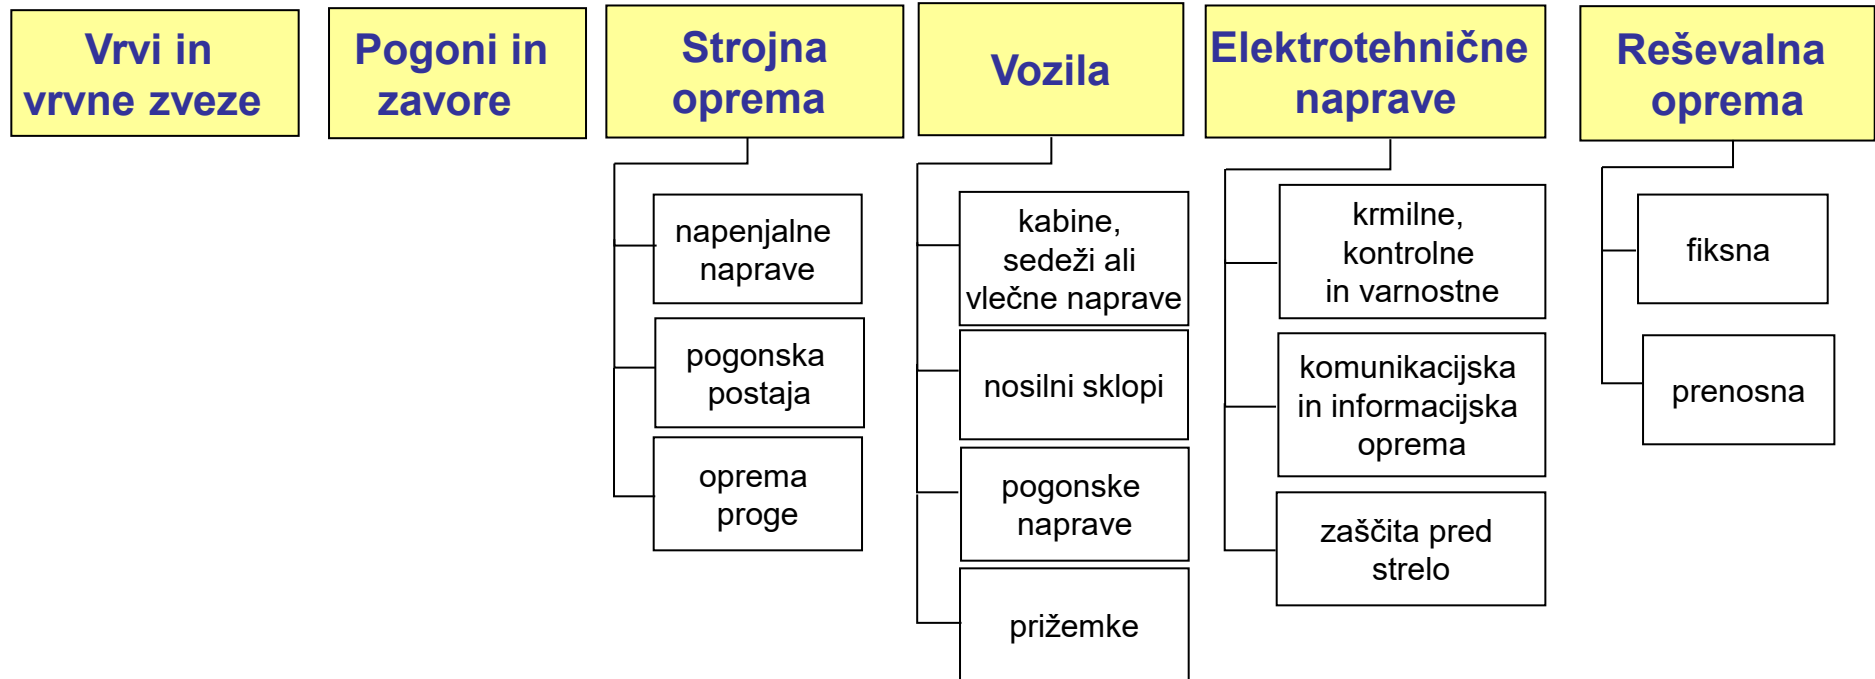 Vrvi in
vrvne zveze
Pogoni in
zavore
Strojna
oprema
napenjalne
naprave
pogonska
postaja
oprema
proge
Vozila
kabine,
sedeži ali
vlečne naprave
nosilni sklopi
pogonske
naprave
prižemke
Elektrotehnične
naprave
krmilne,
kontrolne
in varnostne
komunikacijska
in informacijska
oprema
zaščita pred
strelo
Reševalna
oprema
fiksna
prenosna